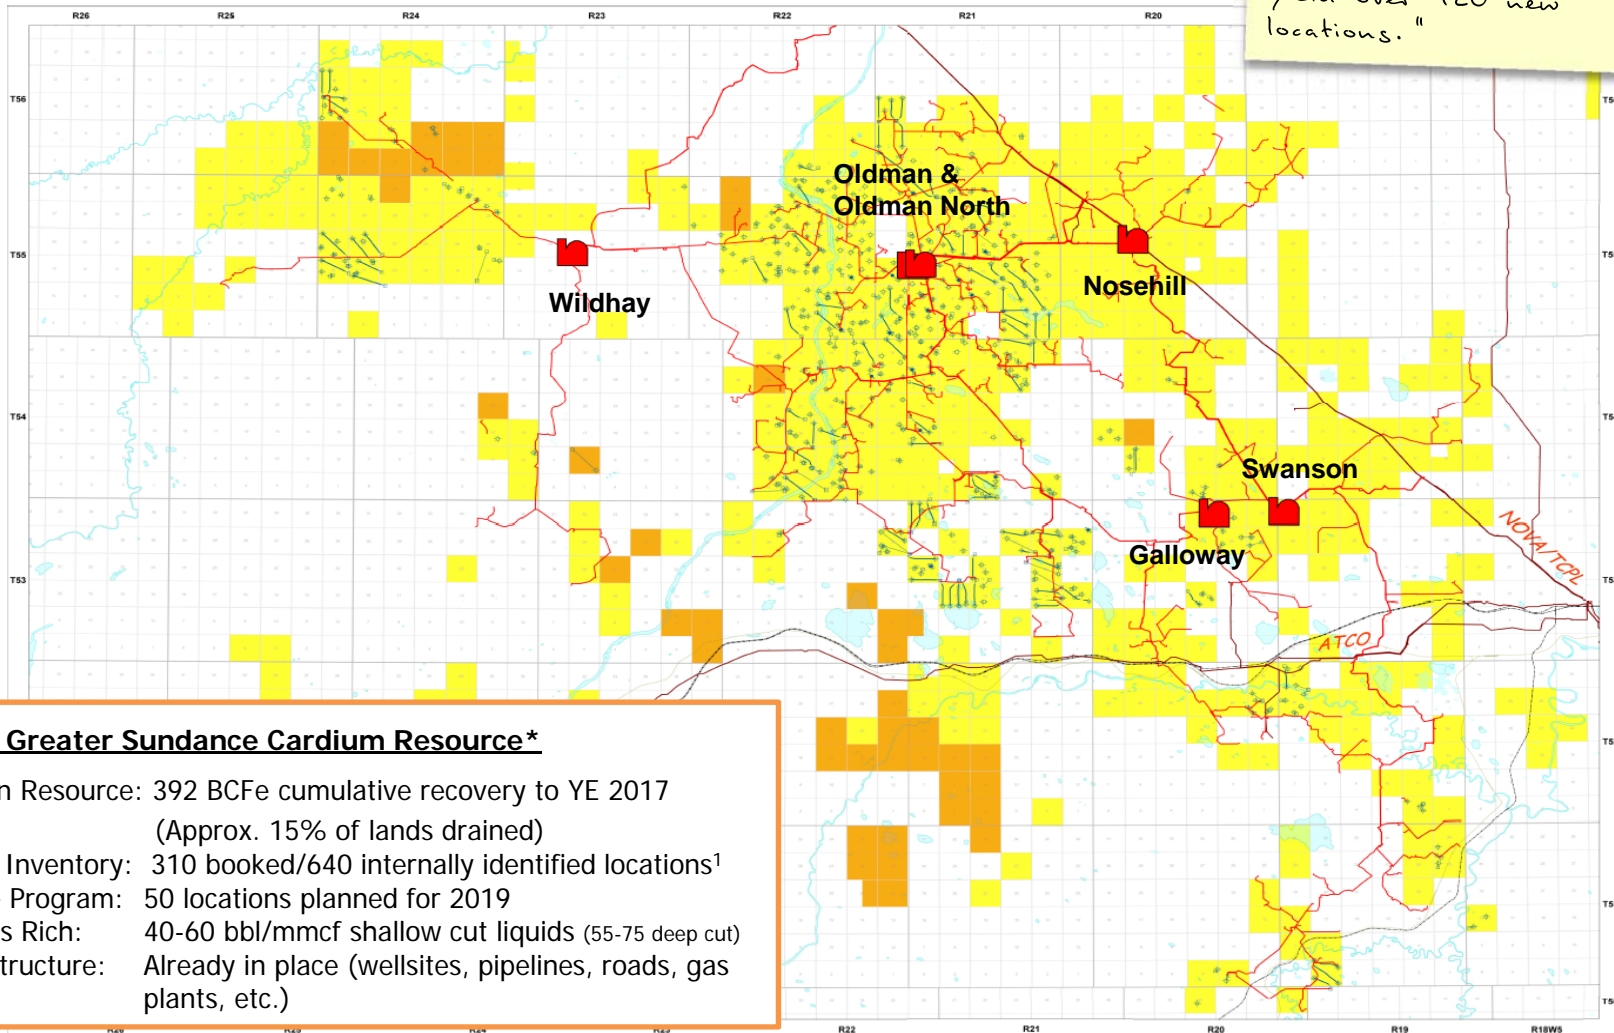 R26 R25 R24 R23 R22 R21 R20
over 120 new
locations."
T56
Oldman &
Oldman North
T55
Nosehill
Wildhay
T54
Swanson
NOVA/TCPL
Galloway
T53
ATCO
Greater Sundance Cardium Resource*
Resource: 392 BCFe cumulative recovery to YE 2017
(Approx. 15% of lands drained)
Inventory: 310 booked/640 internally identified locations¹
Program: 50 locations planned for 2019
Rich: 40-60 bbl/mmcf shallow cut liquids (55-75 deep cut)
Already in place (wellsites, pipelines, roads, gas
plants, etc.)
R22 R21 R20 R19 R18W5